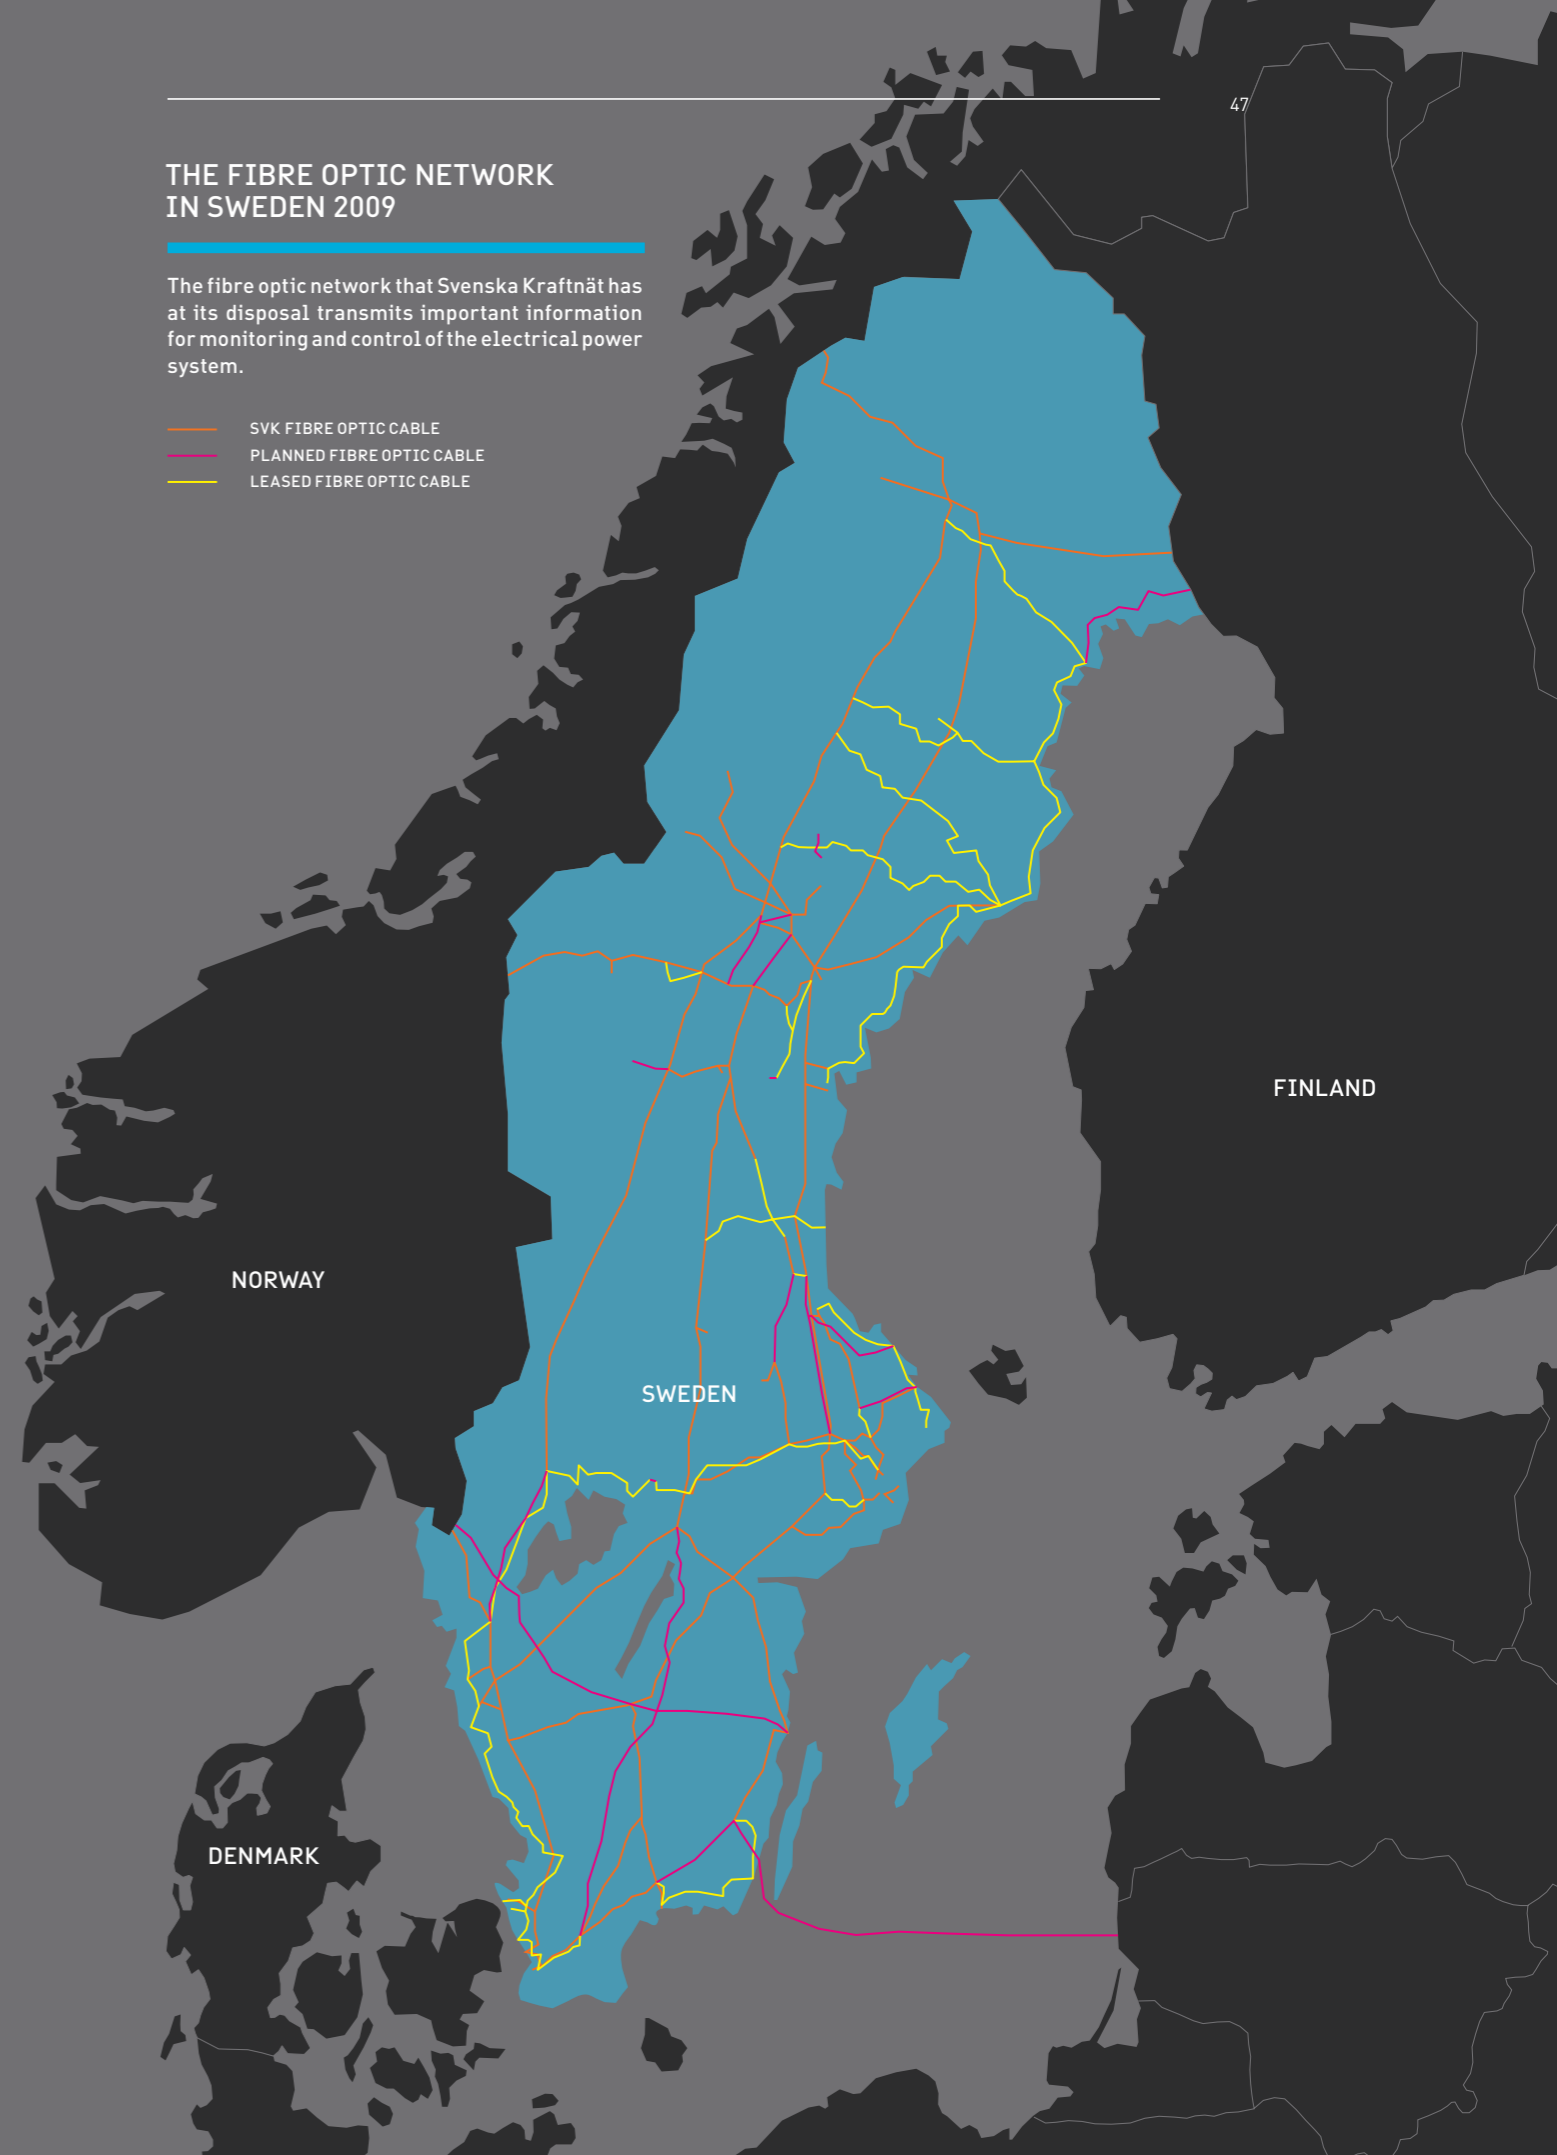 47
THE FIBRE OPTIC NETWORK
IN SWEDEN 2009
The fibre optic network that Svenska Kraftnät has
at its disposal transmits important information
for monitoring and control of the electrical power
system.
SVK FIBRE OPTIC CABLE
PLANNED FIBRE OPTIC CABLE
LEASED FIBRE OPTIC CABLE
FINLAND
NORWAY
SWEDEN
DENMARK